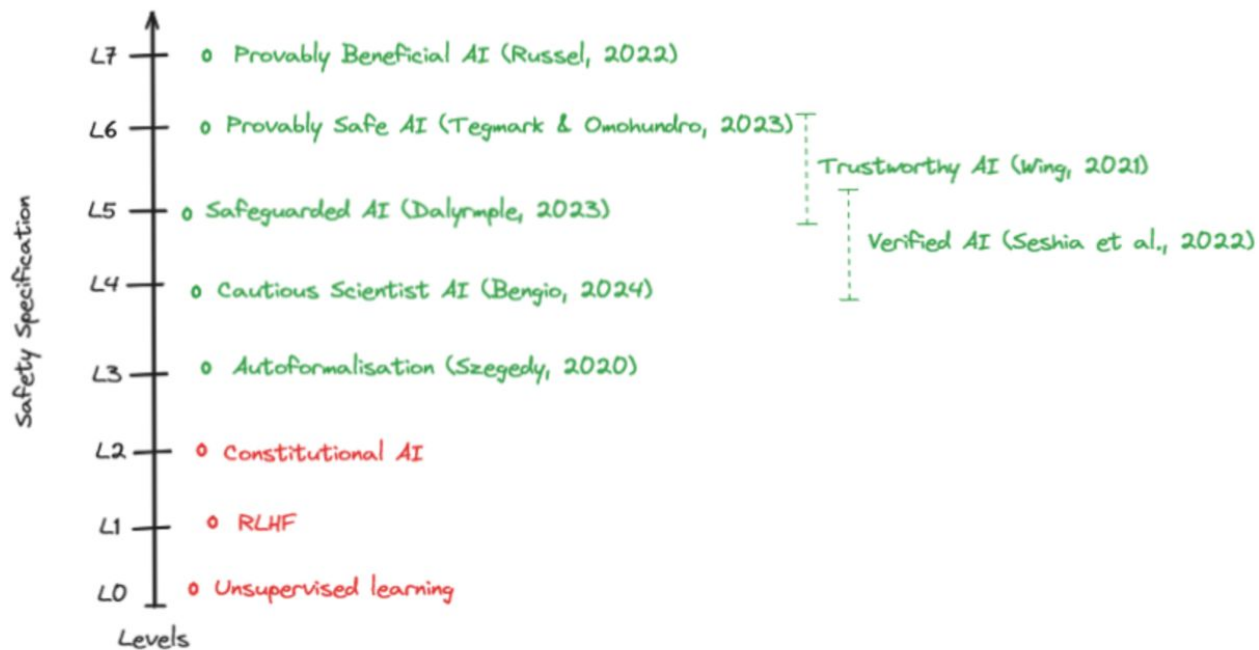 L7 Provably Beneficial AI (Russel, 2022)
L6 Provably Safe AI (Tegmark & Omohundro, 2023)
Trustworthy AI (Wing, 2021)
L5 Safeguarded AI (Dalyrmple, 2023)
Verified AI (Seshia et al., 2022)
L4 Cautious Scientist AI (Bengio, 2024)
L3 Autoformalisation (Szegedy, 2020)
L2 Constitutional AI
L1 RLHF
L0 Unsupervised learning
Levels
Safety Specification